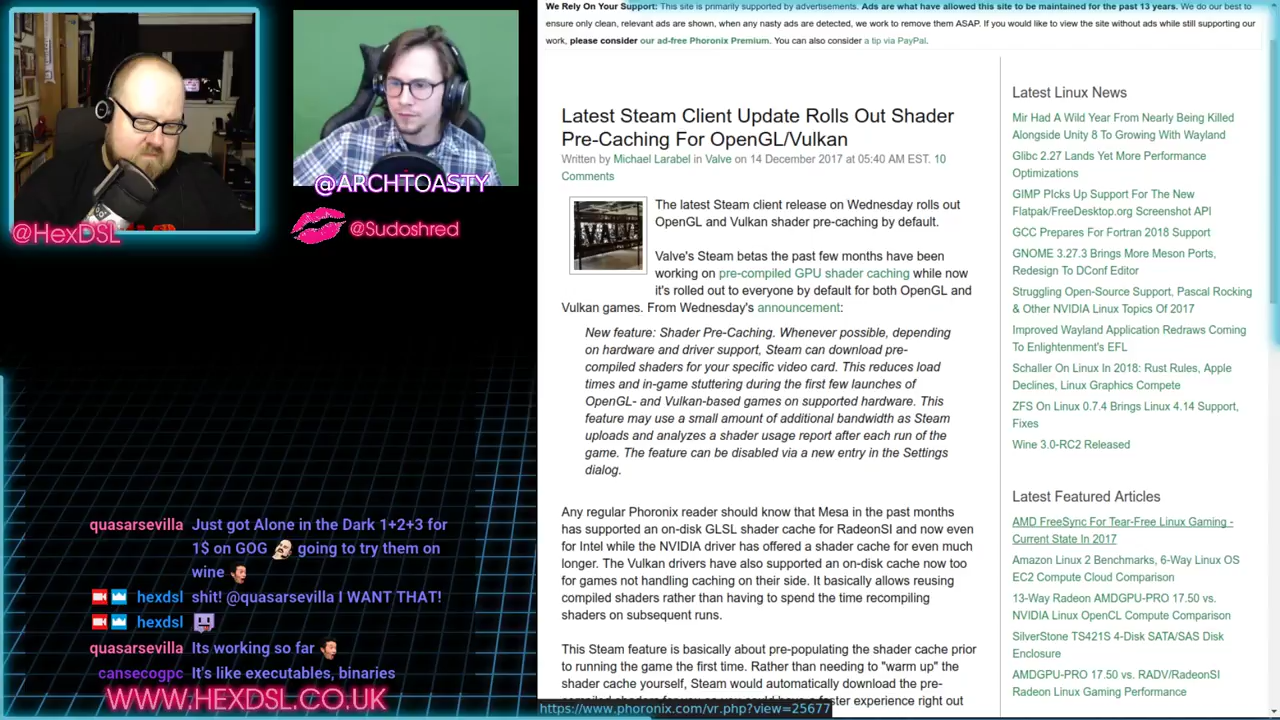 @HexDSL
@ARCHTOASTY
@Sudoshred
quasarsevilla Just got Alone in the Dark 1+2+3 for
1$ on GOG going to try them on
wine
hexdsl shit! @quasarsevilla I WANT THAT!
hexdsl
quasarsevilla Its working so far
cansecogpc It's like executables, binaries
WWW.HEXDSL.CO.UK
We Rely On Your Support: This site is primarily supported by advertisements. Ads are what have allowed this site to be maintained for the past 13 years. We do our best to
ensure only clean, relevant ads are shown, when any nasty ads are detected, we work to remove them ASAP. If you would like to view the site without ads while still supporting our
work, please consider our ad-free Phoronix Premium. You can also consider a tip via PayPal.
Latest Steam Client Update Rolls Out Shader
Pre-Caching For OpenGL/Vulkan
Written by Michael Larabel in Valve on 14 December 2017 at 05:40 AM EST. 10
Comments
The latest Steam client release on Wednesday rolls out
OpenGL and Vulkan shader pre-caching by default.
Valve's Steam betas the past few months have been
working on pre-compiled GPU shader caching while now
it's rolled out to everyone by default for both OpenGL and
Vulkan games. From Wednesday's announcement:
New feature: Shader Pre-Caching. Whenever possible, depending
on hardware and driver support, Steam can download pre-
compiled shaders for your specific video card. This reduces load
times and in-game stuttering during the first few launches of
OpenGL- and Vulkan-based games on supported hardware. This
feature may use a small amount of additional bandwidth as Steam
uploads and analyzes a shader usage report after each run of the
game. The feature can be disabled via a new entry in the Settings
dialog.
Any regular Phoronix reader should know that Mesa in the past months
has supported an on-disk GLSL shader cache for RadeonSI and now even
for Intel while the NVIDIA driver has offered a shader cache for even much
longer. The Vulkan drivers have also supported an on-disk cache now too
for games not handling caching on their side. It basically allows reusing
compiled shaders rather than having to spend the time recompiling
shaders on subsequent runs.
This Steam feature is basically about pre-populating the shader cache prior
to running the game the first time. Rather than needing to "warm up" the
shader cache yourself, Steam would automatically download the pre-
https://www.phoronix.com/vr.php?view=25677
Latest Linux News
Mir Had A Wild Year From Nearly Being Killed
Alongside Unity 8 To Growing With Wayland
Glibc 2.27 Lands Yet More Performance
Optimizations
GIMP PIcks Up Support For The New
Flatpak/FreeDesktop.org Screenshot API
GCC Prepares For Fortran 2018 Support
GNOME 3.27.3 Brings More Meson Ports,
Redesign To DConf Editor
Struggling Open-Source Support, Pascal Rocking
& Other NVIDIA Linux Topics Of 2017
Improved Wayland Application Redraws Coming
To Enlightenment's EFL
Schaller On Linux In 2018: Rust Rules, Apple
Declines, Linux Graphics Compete
ZFS On Linux 0.7.4 Brings Linux 4.14 Support,
Fixes
Wine 3.0-RC2 Released
Latest Featured Articles
AMD FreeSync For Tear-Free Linux Gaming -
Current State In 2017
Amazon Linux 2 Benchmarks, 6-Way Linux OS
EC2 Compute Cloud Comparison
13-Way Radeon AMDGPU-PRO 17.50 vs.
NVIDIA Linux OpenCL Compute Comparison
SilverStone TS421S 4-Disk SATA/SAS Disk
Enclosure
AMDGPU-PRO 17.50 vs. RADV/RadeonSI
Radeon Linux Gaming Performance